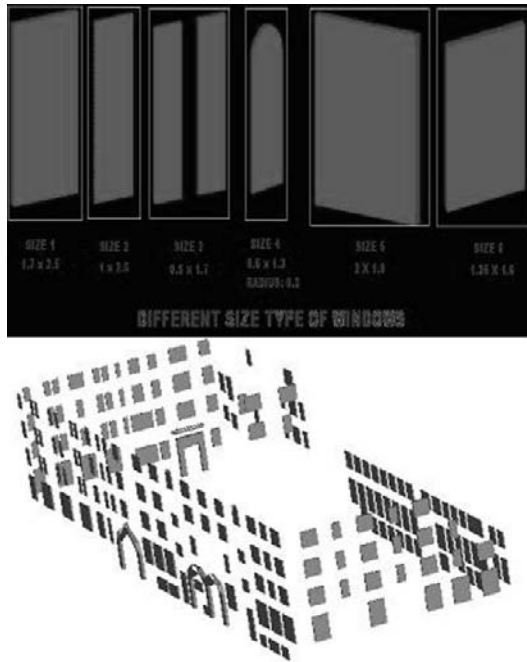 SIZE 1 SIZE 2 SIZE 3 SIZE 4 SIZE 5 SIZE 6
1.7 x 2.5 1 x 2.5 0.5 x 1.7 0.6 x 1.3 2 X 1.8 1.35 X 1.6
RADIUS: 0.3
DIFFERENT SIZE TYPE OF WINDOWS